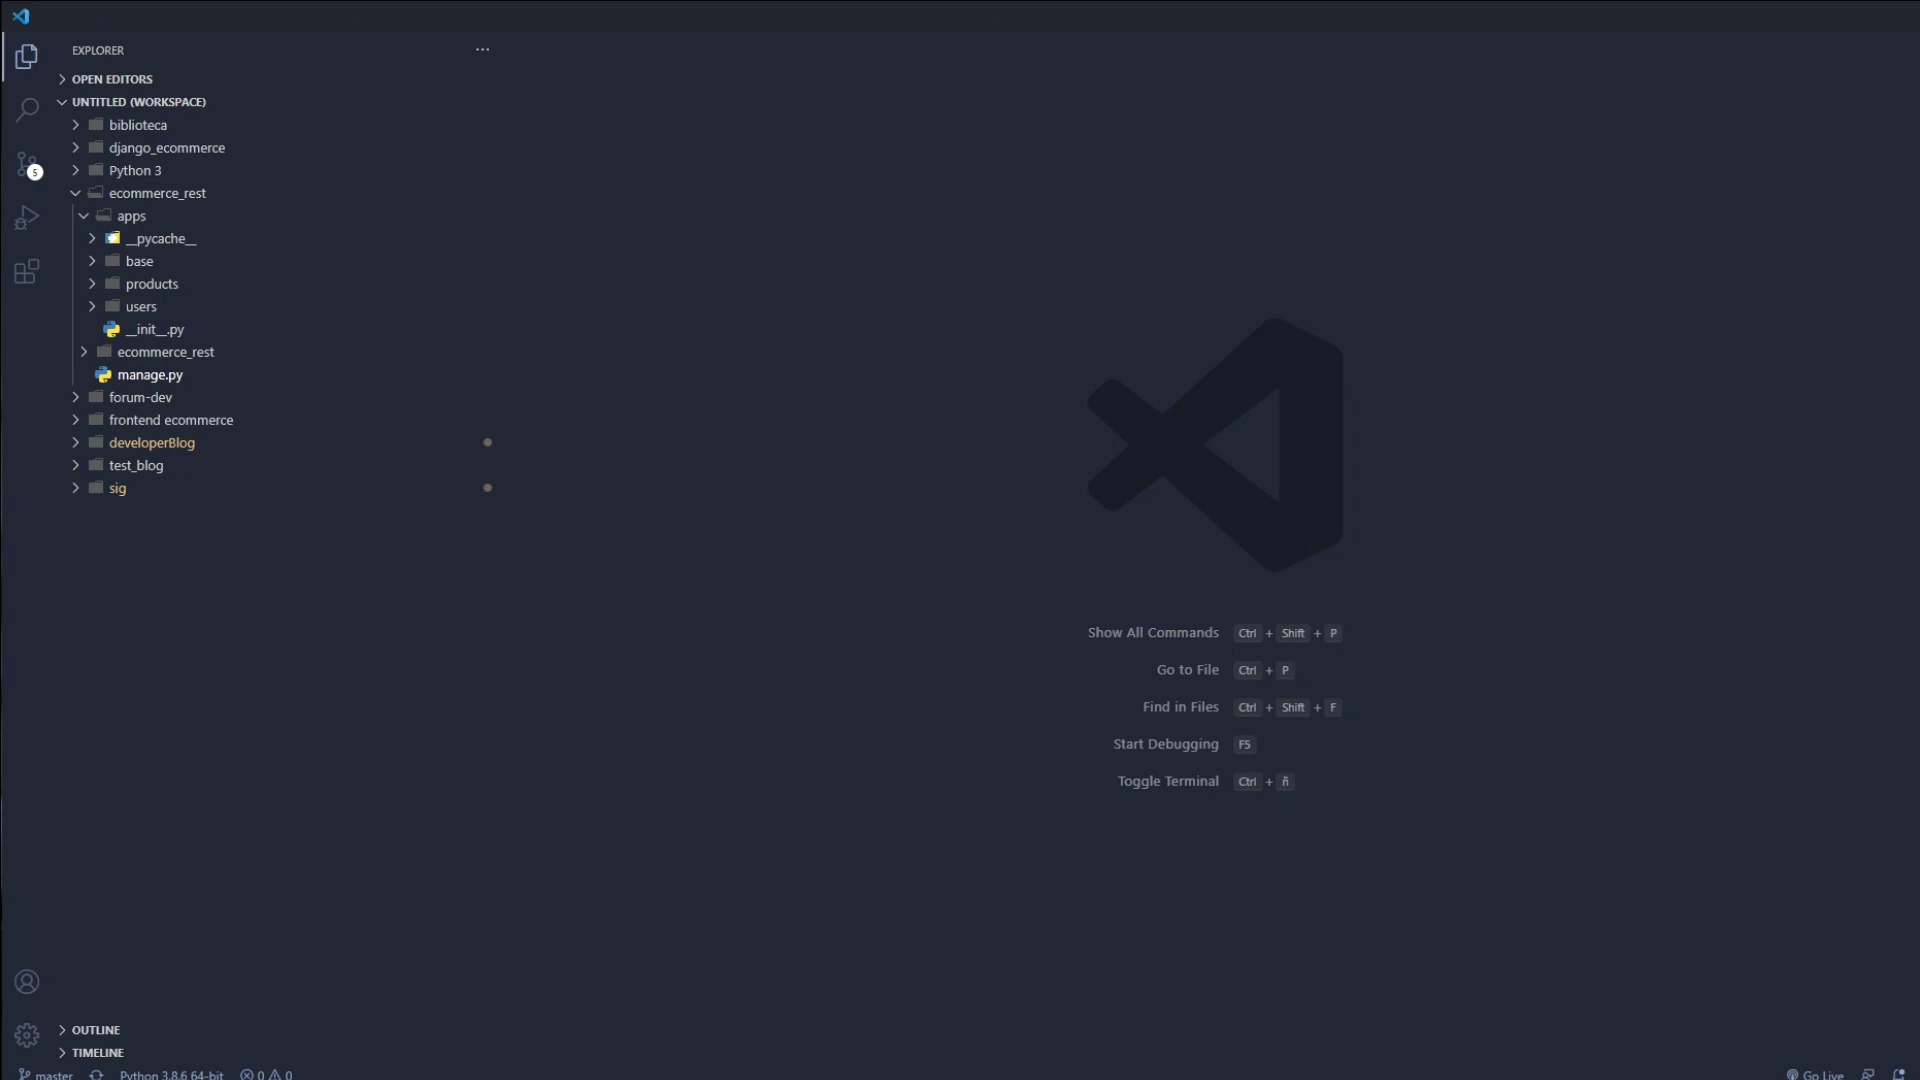 EXPLORER
OPEN EDITORS
UNTITLED (WORKSPACE)
biblioteca
django_ecommerce
5
Python 3
ecommerce_rest
apps
__pycache__
base
products
users
__init__.py
ecommerce_rest
manage.py
forum-dev
frontend ecommerce
developerBlog
test_blog
sig
Show All Commands Ctrl + Shift + P
Go to File Ctrl + P
Find in Files Ctrl + Shift + F
Start Debugging F5
Toggle Terminal Ctrl + ñ
OUTLINE
TIMELINE
master Python 3.8.6 64-bit 0 0 Go Live